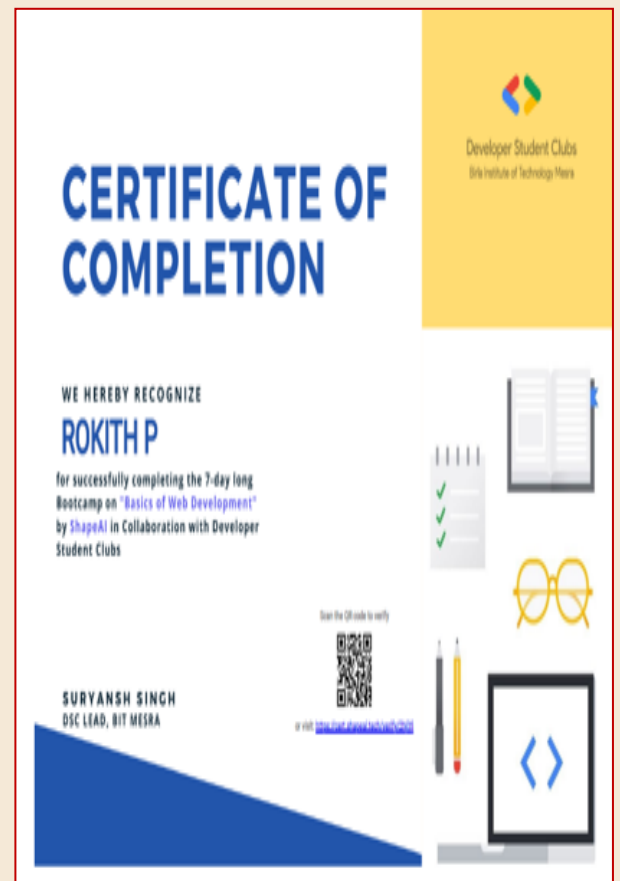 Developer Student Clubs
Birla Institute of Technology Mesra
CERTIFICATE OF
COMPLETION
WE HEREBY RECOGNIZE
ROKITH P
for successfully completing the 7-day long
Bootcamp on "Basics of Web Development"
by ShapeAI in Collaboration with Developer
Student Clubs
Scan the QR code to verify
or visit:
SURYANSH SINGH
DSC LEAD, BIT MESRA